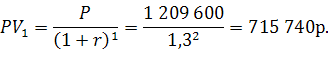 PV₁ = P / (1 + r)¹ = 1 209 600 / 1,3² = 715 740р.